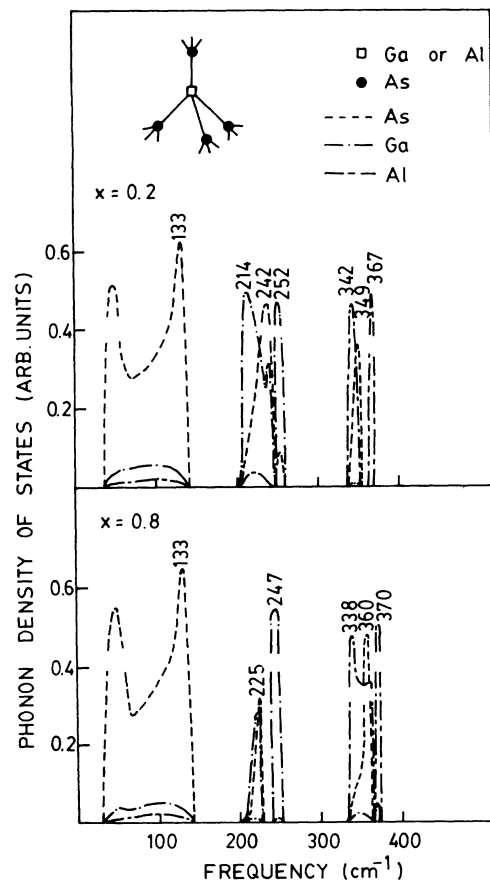 Ga or Al
As
As
Ga
Al
x = 0.2
133
214
242
252
342
349
367
0.6
0.4
0.2
x = 0.8
133
247
225
338
360
370
0.6
0.4
0.2
100 200 300 400
FREQUENCY (cm⁻¹)
PHONON DENSITY OF STATES (ARB. UNITS)